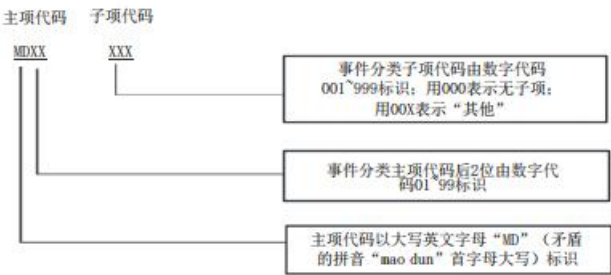 主项代码 子项代码
MDXX XXX
事件分类子项代码由数字代码
001~999标识；用000表示无子项；
用00X表示“其他”
事件分类主项代码后2位由数字代
码01~99标识
主项代码以大写英文字母“MD”（矛盾
的拼音“mao dun”首字母大写）标识